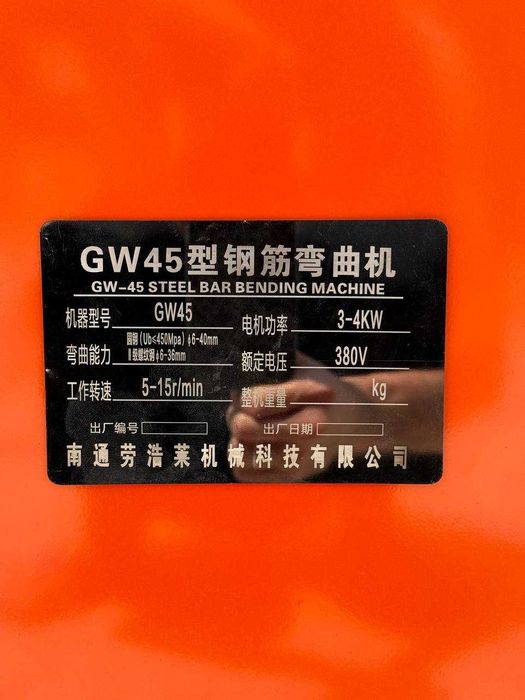 GW45型钢筋弯曲机
GW-45 STEEL BAR BENDING MACHINE
机器型号 GW45 电机功率 3-4KW
弯曲能力 圆钢(Ub≤450Mpa)φ6-40mm Ⅱ级螺纹钢φ6-36mm 额定电压 380V
工作转速 5-15r/min 整机重量 kg
出厂编号 出厂日期
南通劳浩莱机械科技有限公司